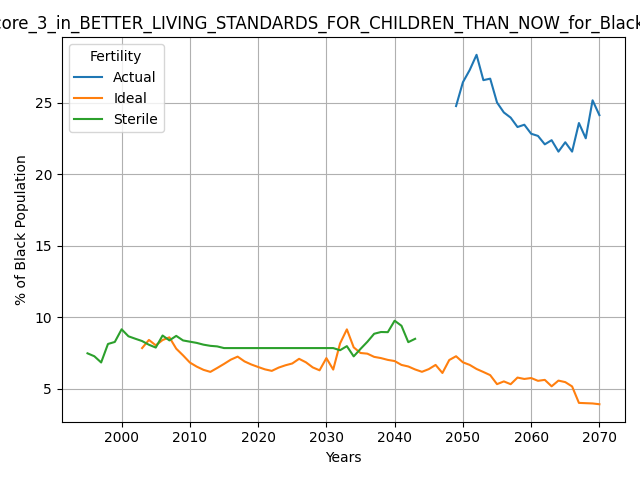 core_3_in_BETTER_LIVING_STANDARDS_FOR_CHILDREN_THAN_NOW_for_Black
Fertility
Actual
Ideal
Sterile
% of Black Population
25
20
15
10
5
2000 2010 2020 2030 2040 2050 2060 2070
Years